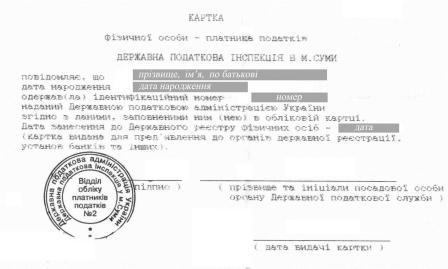 КАРТКА
Фізичної особи - платника податків
ДЕРЖАВНА ПОДАТКОВА ІНСПЕКЦІЯ В М.СУМИ
повідомляє, що прізвище, ім'я, по батькові
дата народження дата народження
одержав(ла) ідентифікаційний номер номер
наданий Державною податковою адміністрацією України
згідно з даними, заповненими ним (нею) в обліковій картці.
Дата занесення до Державного реєстру Фізичних осіб - дата
(картка видана для пред'явлення до органів державної реєстрації,
установ банків та інших).
Державна податкова адміністрація України
Державна податкова інспекція у м.Суми
Відділ
обліку
платників
податків
№2
підпис )
( прізвище та ініціали посадової особи
органу Державної податкової служби )
( дата видачі картки )